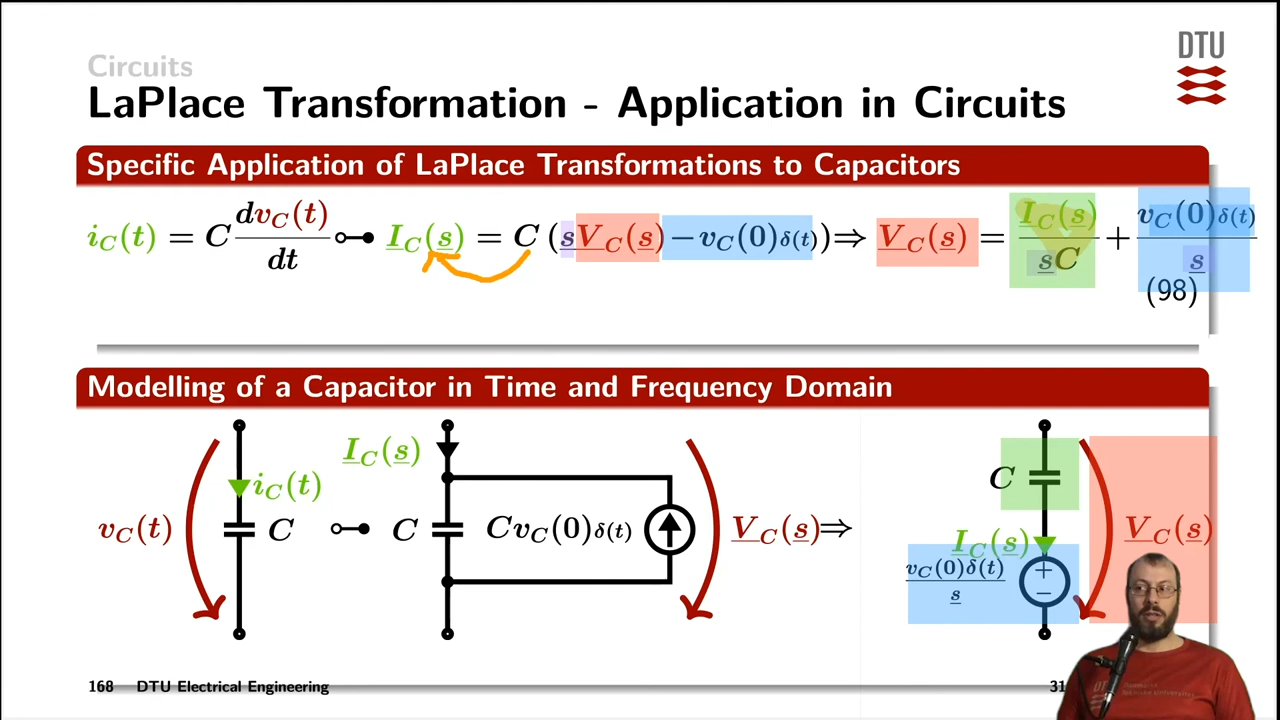 Circuits
DTU
LaPlace Transformation - Application in Circuits
Specific Application of LaPlace Transformations to Capacitors
i_C(t) = C dv_C(t)/dt ○—● I_C(s) = C (sV_C(s) − v_C(0)δ(t)) ⇒ V_C(s) = I_C(s)/sC + v_C(0)δ(t)/s
(98)
Modelling of a Capacitor in Time and Frequency Domain
v_C(t) i_C(t) C ○—● I_C(s) C Cv_C(0)δ(t) V_C(s) ⇒ C I_C(s) v_C(0)δ(t)/s + − V_C(s)
168 DTU Electrical Engineering 31